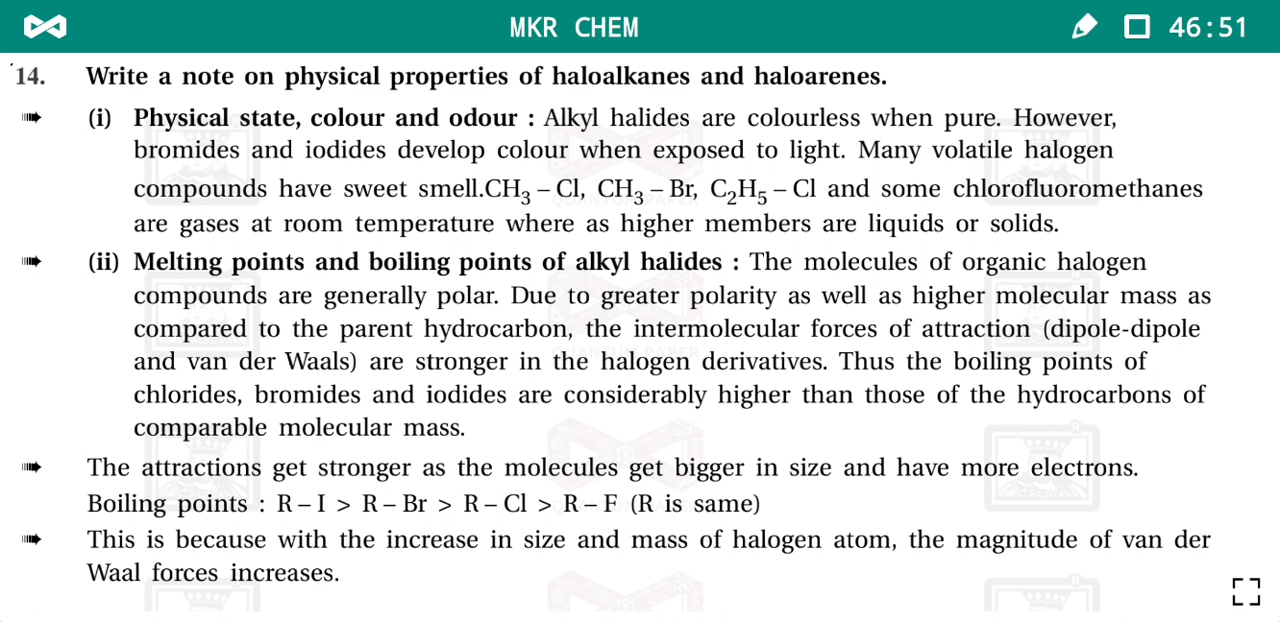 MKR CHEM 46:51
14. Write a note on physical properties of haloalkanes and haloarenes.
➠ (i) Physical state, colour and odour : Alkyl halides are colourless when pure. However,
bromides and iodides develop colour when exposed to light. Many volatile halogen
compounds have sweet smell.CH₃ – Cl, CH₃ – Br, C₂H₅ – Cl and some chlorofluoromethanes
are gases at room temperature where as higher members are liquids or solids.
➠ (ii) Melting points and boiling points of alkyl halides : The molecules of organic halogen
compounds are generally polar. Due to greater polarity as well as higher molecular mass as
compared to the parent hydrocarbon, the intermolecular forces of attraction (dipole-dipole
and van der Waals) are stronger in the halogen derivatives. Thus the boiling points of
chlorides, bromides and iodides are considerably higher than those of the hydrocarbons of
comparable molecular mass.
➠ The attractions get stronger as the molecules get bigger in size and have more electrons.
Boiling points : R – I > R – Br > R – Cl > R – F (R is same)
➠ This is because with the increase in size and mass of halogen atom, the magnitude of van der
Waal forces increases.